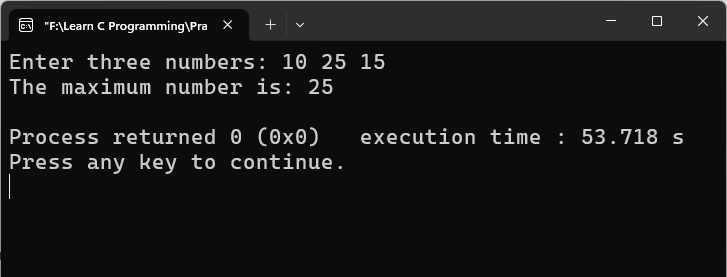 "F:\Learn C Programming\Pra
Enter three numbers: 10 25 15
The maximum number is: 25
Process returned 0 (0x0)   execution time : 53.718 s
Press any key to continue.